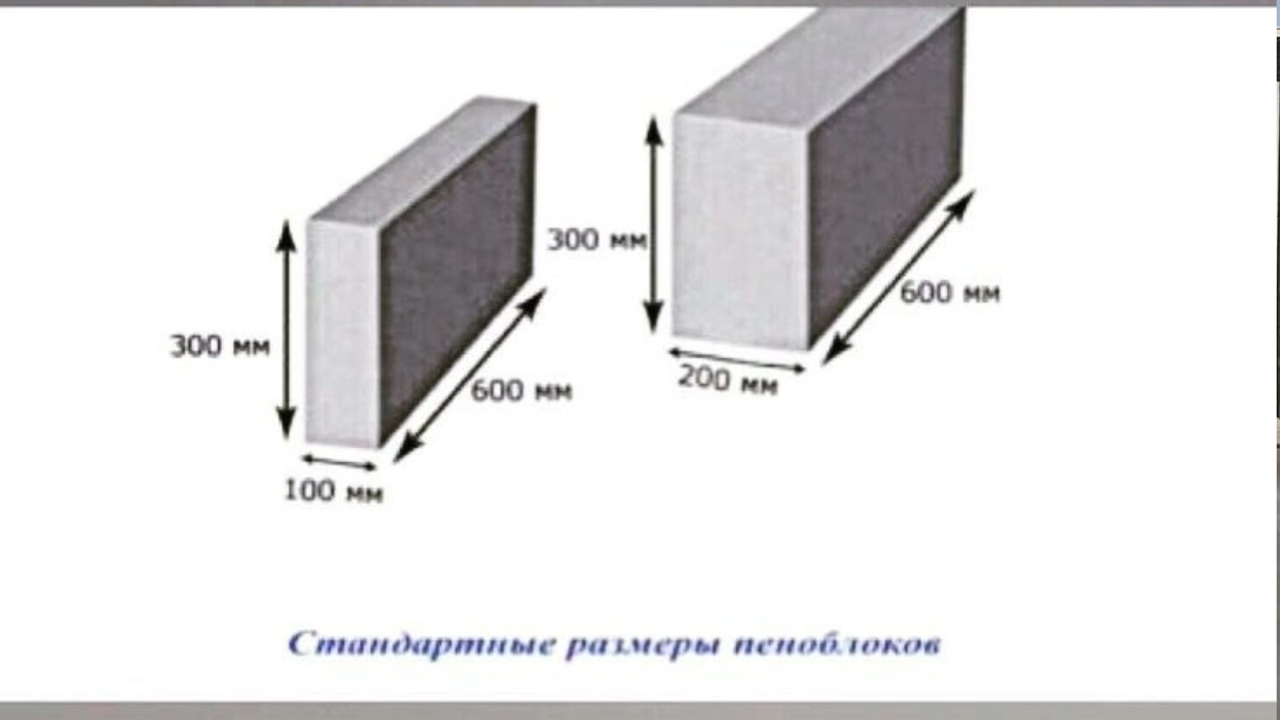 300 мм
600 мм
200 мм
300 мм
600 мм
100 мм
Стандартные размеры пеноблоков